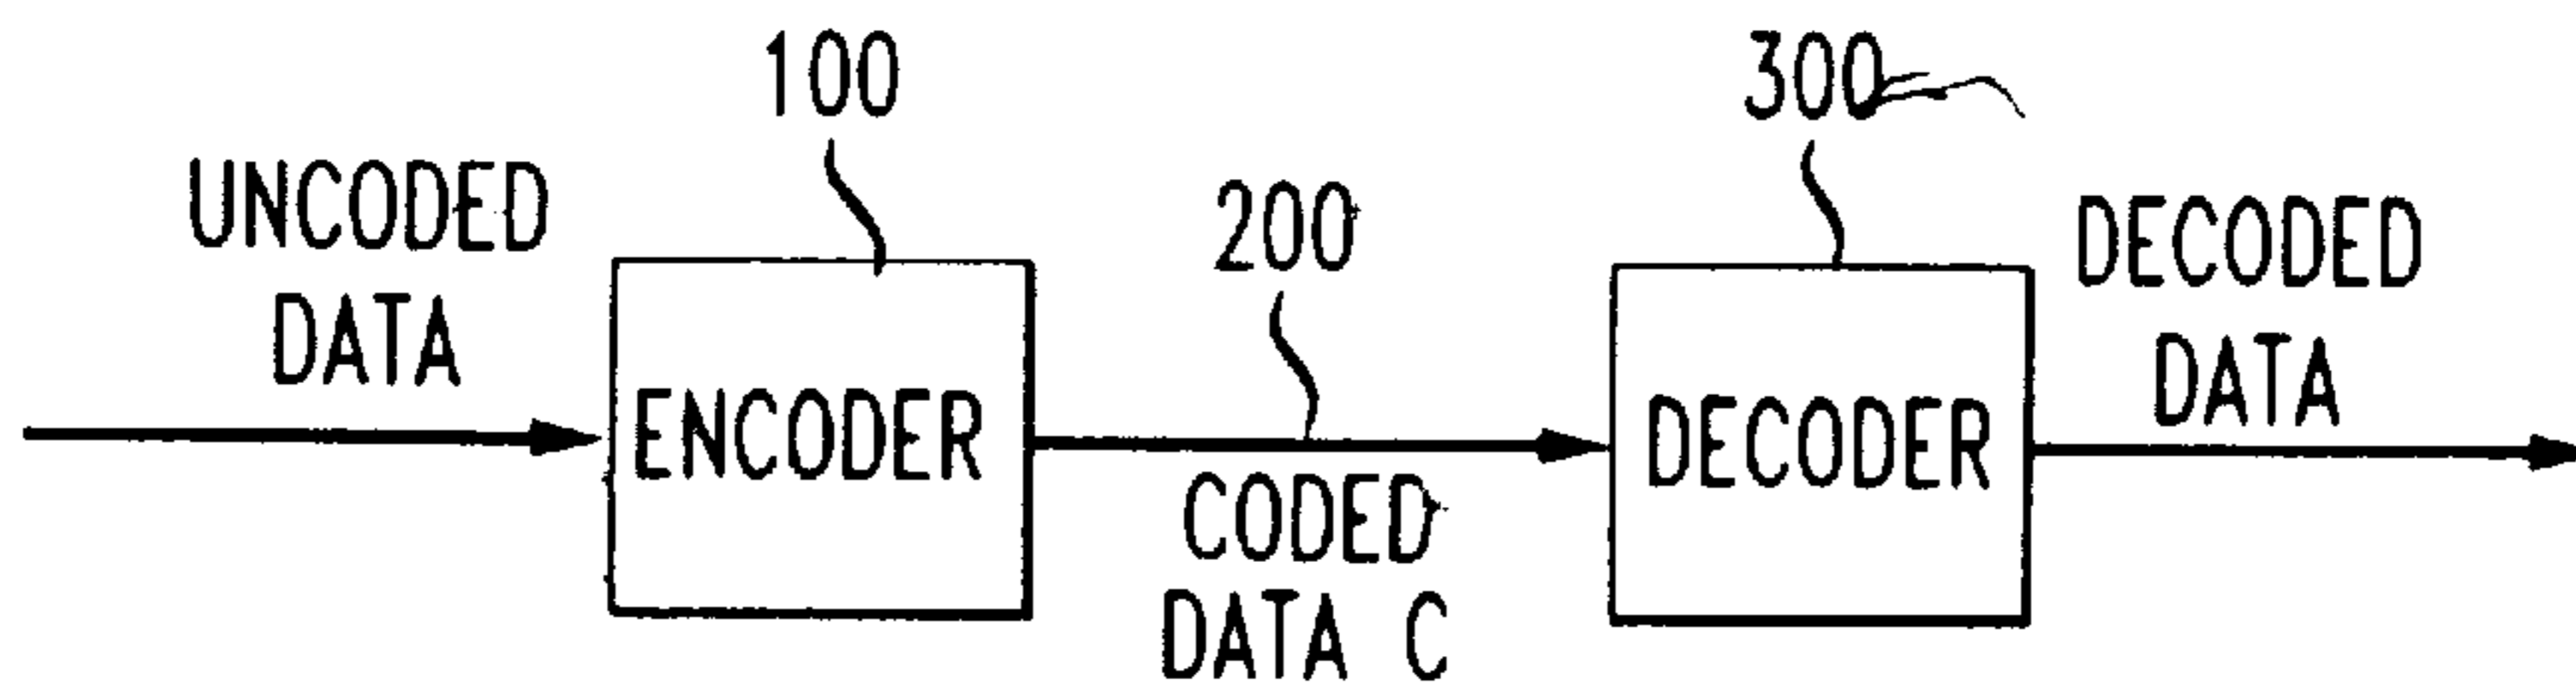 100
300
UNCODED
DATA
200
DECODED
DATA
ENCODER
DECODER
CODED
DATA C